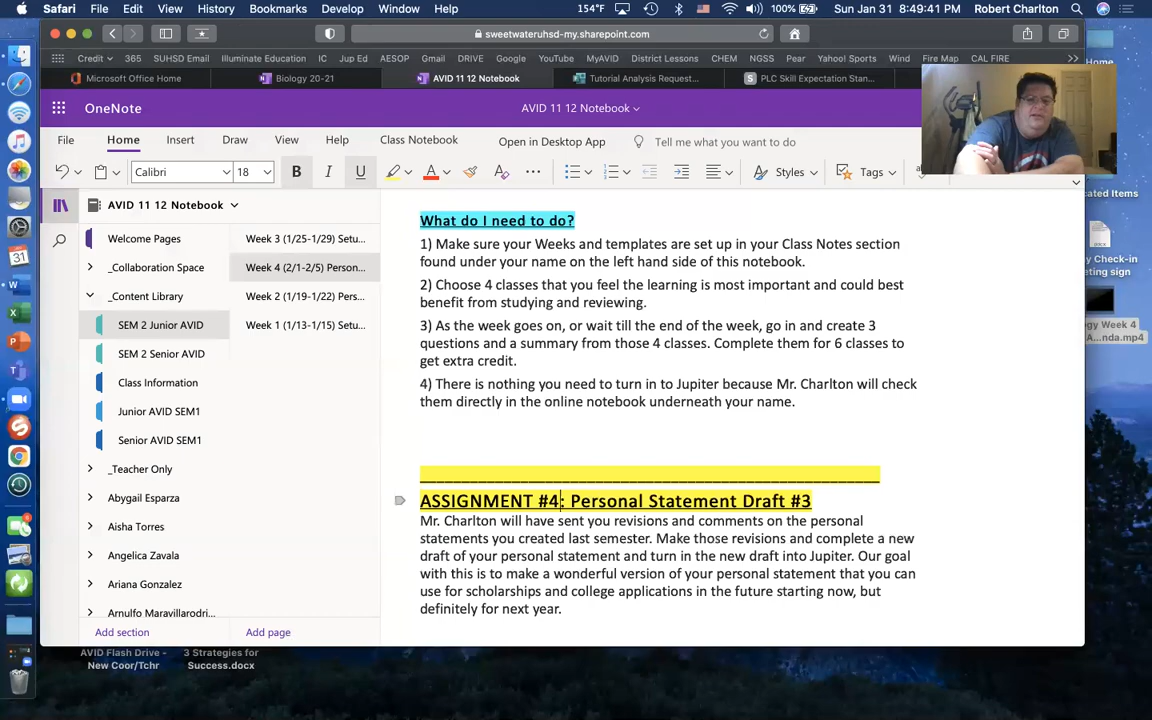 Safari File Edit View History Bookmarks Develop Window Help 154°F 100% Sun Jan 31 8:49:41 PM Robert Charlton
sweetwateruhsd-my.sharepoint.com
Credit 365 SUHSD Email Illuminate Education IC Jup Ed AESOP Gmail DRIVE Google YouTube MyAVID District Lessons CHEM NGSS Pear Yahoo! Sports Wind Fire Map CAL FIRE
Home
Microsoft Office Home Biology 20-21 AVID 11 12 Notebook Tutorial Analysis Request... PLC Skill Expectation Stan...
OneNote AVID 11 12 Notebook
File Home Insert Draw View Help Class Notebook Open in Desktop App Tell me what you want to do
Calibri 18 B I U A Styles Tags
AVID 11 12 Notebook
Welcome Pages
_Collaboration Space
_Content Library
SEM 2 Junior AVID
SEM 2 Senior AVID
Class Information
Junior AVID SEM1
Senior AVID SEM1
_Teacher Only
Abygail Esparza
Aisha Torres
Angelica Zavala
Ariana Gonzalez
Arnulfo Maravillarodri...
Add section
Week 3 (1/25-1/29) Setu...
Week 4 (2/1-2/5) Person...
Week 2 (1/19-1/22) Pers...
Week 1 (1/13-1/15) Setu...
Add page
What do I need to do?
1) Make sure your Weeks and templates are set up in your Class Notes section
found under your name on the left hand side of this notebook.
2) Choose 4 classes that you feel the learning is most important and could best
benefit from studying and reviewing.
3) As the week goes on, or wait till the end of the week, go in and create 3
questions and a summary from those 4 classes. Complete them for 6 classes to
get extra credit.
4) There is nothing you need to turn in to Jupiter because Mr. Charlton will check
them directly in the online notebook underneath your name.
ASSIGNMENT #4: Personal Statement Draft #3
Mr. Charlton will have sent you revisions and comments on the personal
statements you created last semester. Make those revisions and complete a new
draft of your personal statement and turn in the new draft into Jupiter. Our goal
with this is to make a wonderful version of your personal statement that you can
use for scholarships and college applications in the future starting now, but
definitely for next year.
AVID Flash Drive -
New Coor/Tchr
3 Strategies for
Success.docx
cated Items
y Check-in
eting sign
gy Week 4
A...nda.mp4
31